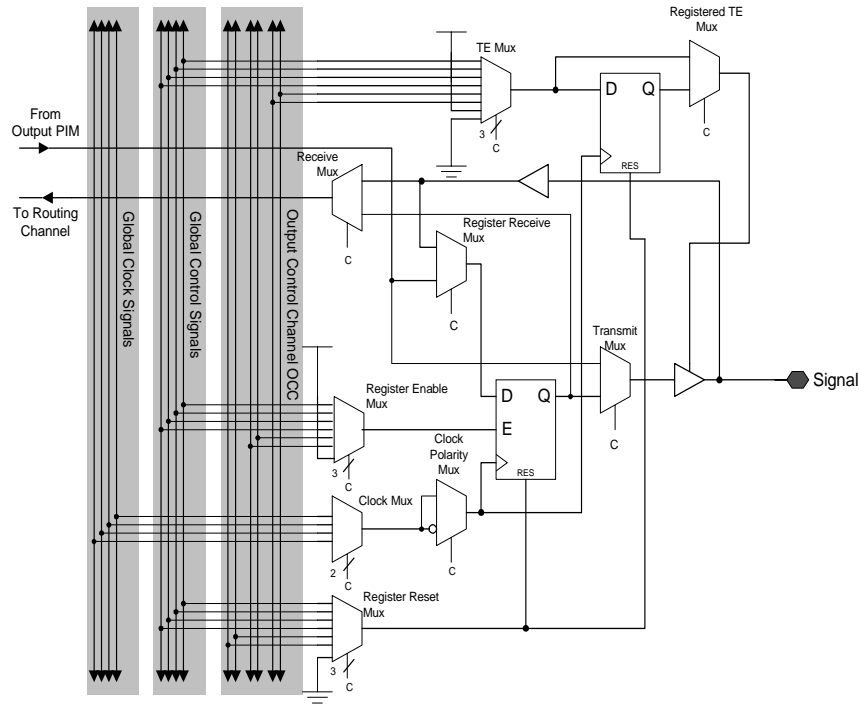 Registered TE
Mux
TE Mux
D Q
RES
3
C
C
From
Output PIM
Receive
Mux
To Routing
Channel
C
Register Receive
Mux
C
Global Clock Signals
Global Control Signals
Output Control Channel OCC
Transmit
Mux
Signal
C
Register Enable
Mux
D Q
E
RES
3
C
Clock
Polarity
Mux
Clock Mux
2
C
C
Register Reset
Mux
3
C